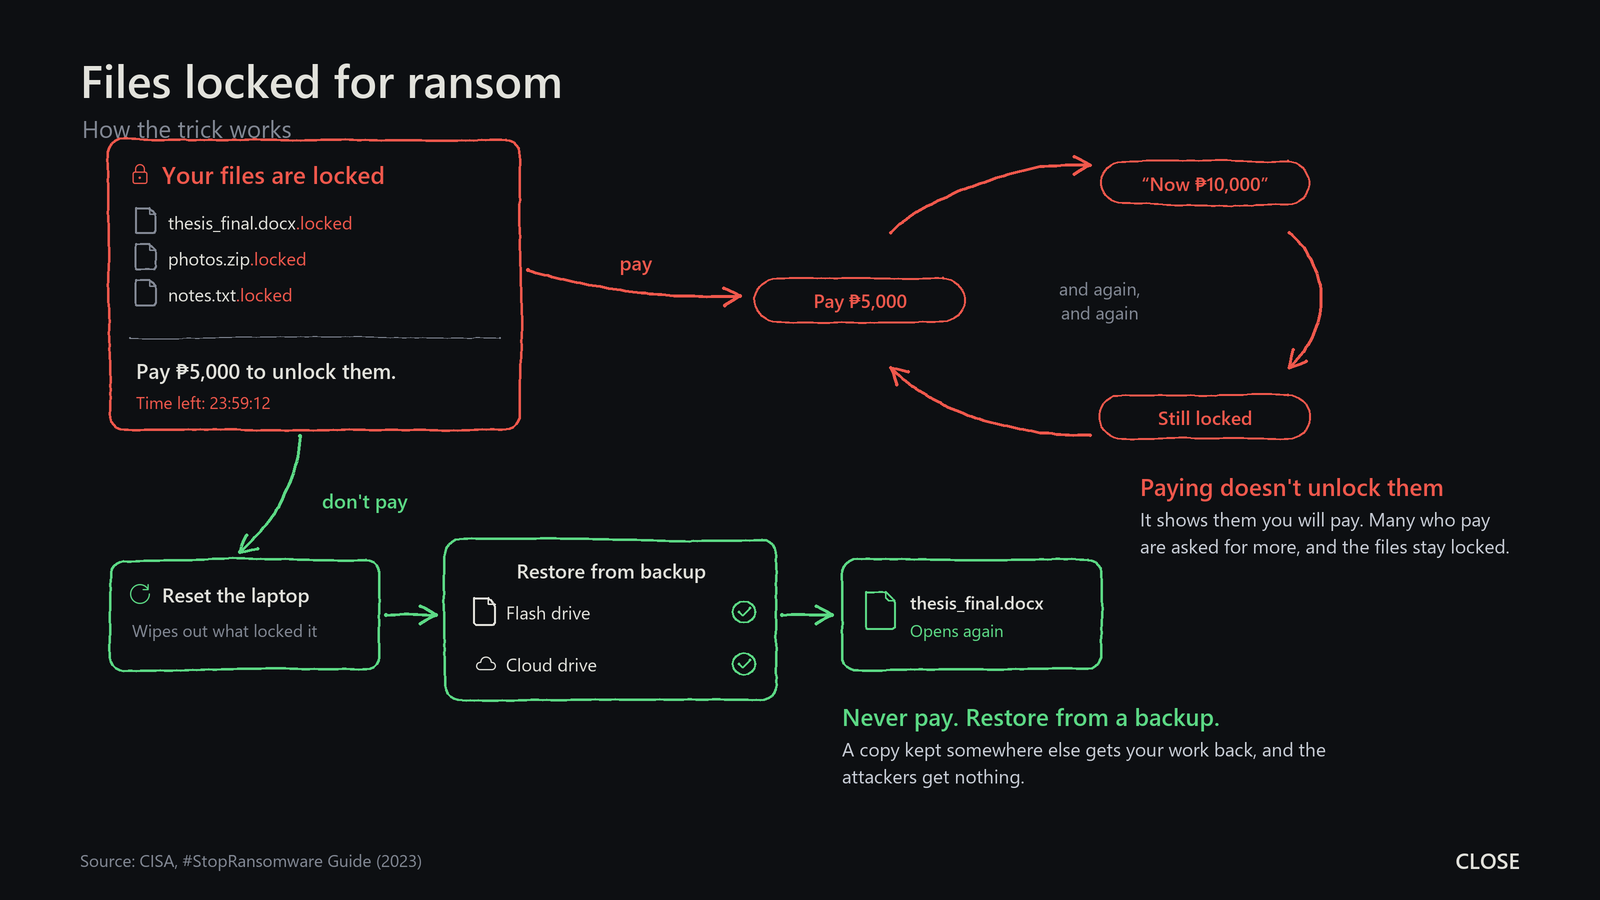 Files locked for ransom
How the trick works
Your files are locked
thesis_final.docx.locked
photos.zip.locked
notes.txt.locked
Pay ₱5,000 to unlock them.
Time left: 23:59:12
pay
Pay ₱5,000
“Now ₱10,000”
and again,
and again
Still locked
Paying doesn't unlock them
It shows them you will pay. Many who pay
are asked for more, and the files stay locked.
don't pay
Reset the laptop
Wipes out what locked it
Restore from backup
Flash drive
Cloud drive
thesis_final.docx
Opens again
Never pay. Restore from a backup.
A copy kept somewhere else gets your work back, and the
attackers get nothing.
Source: CISA, #StopRansomware Guide (2023)
CLOSE